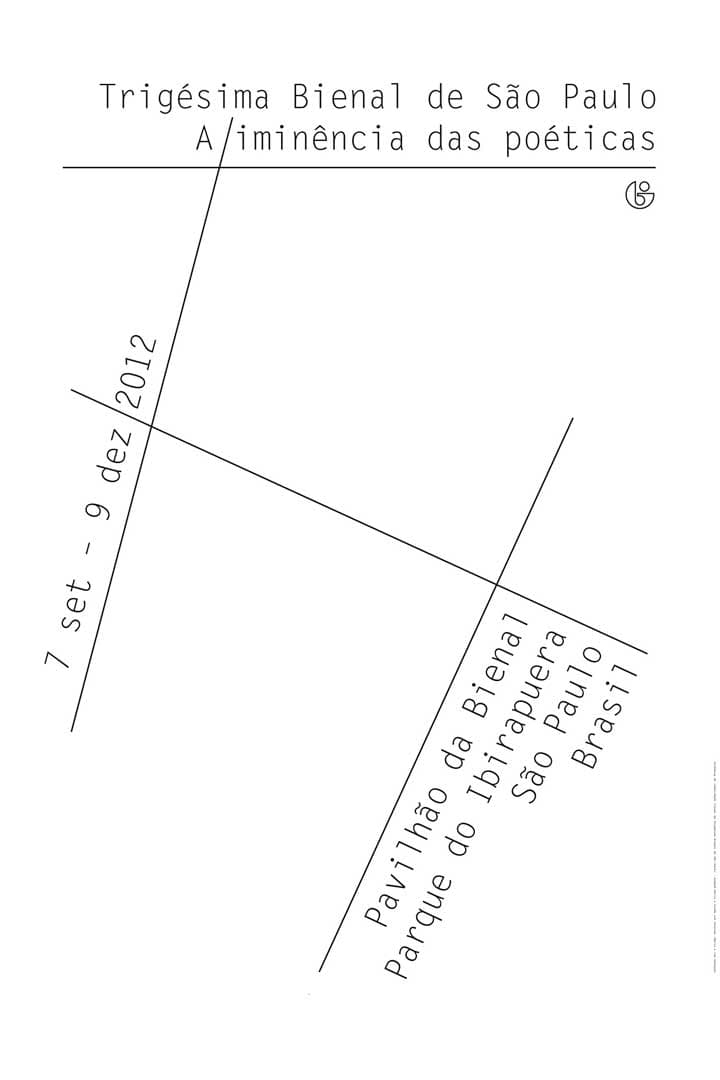 Trigésima Bienal de São Paulo
A iminência das poéticas
7 set - 9 dez 2012
Pavilhão da Bienal
Parque do Ibirapuera
São Paulo
Brasil